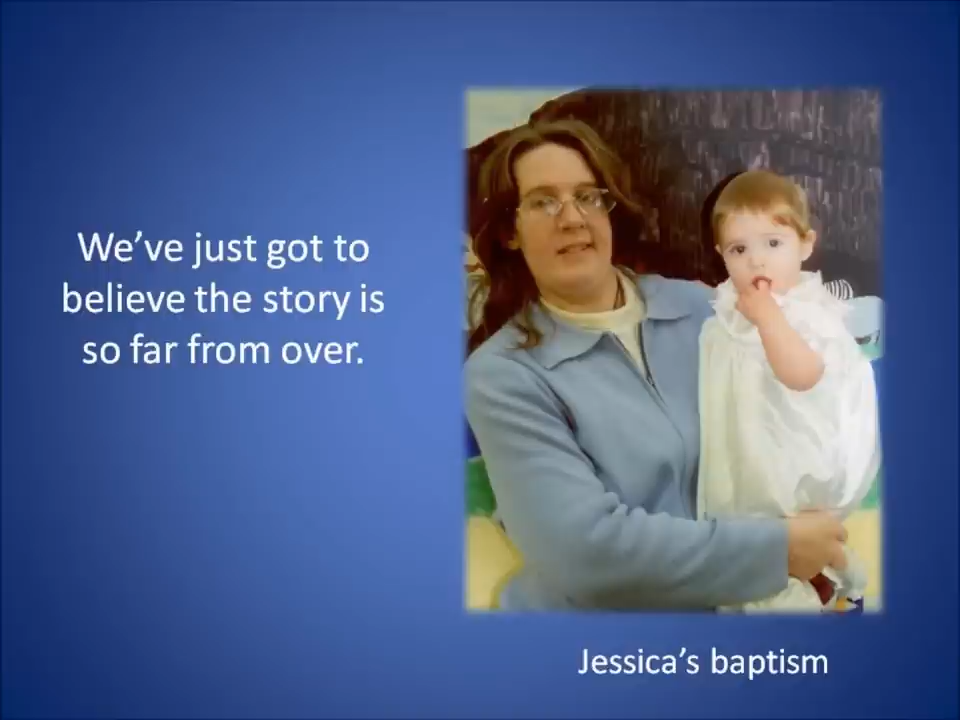 We’ve just got to
believe the story is
so far from over.
Jessica’s baptism